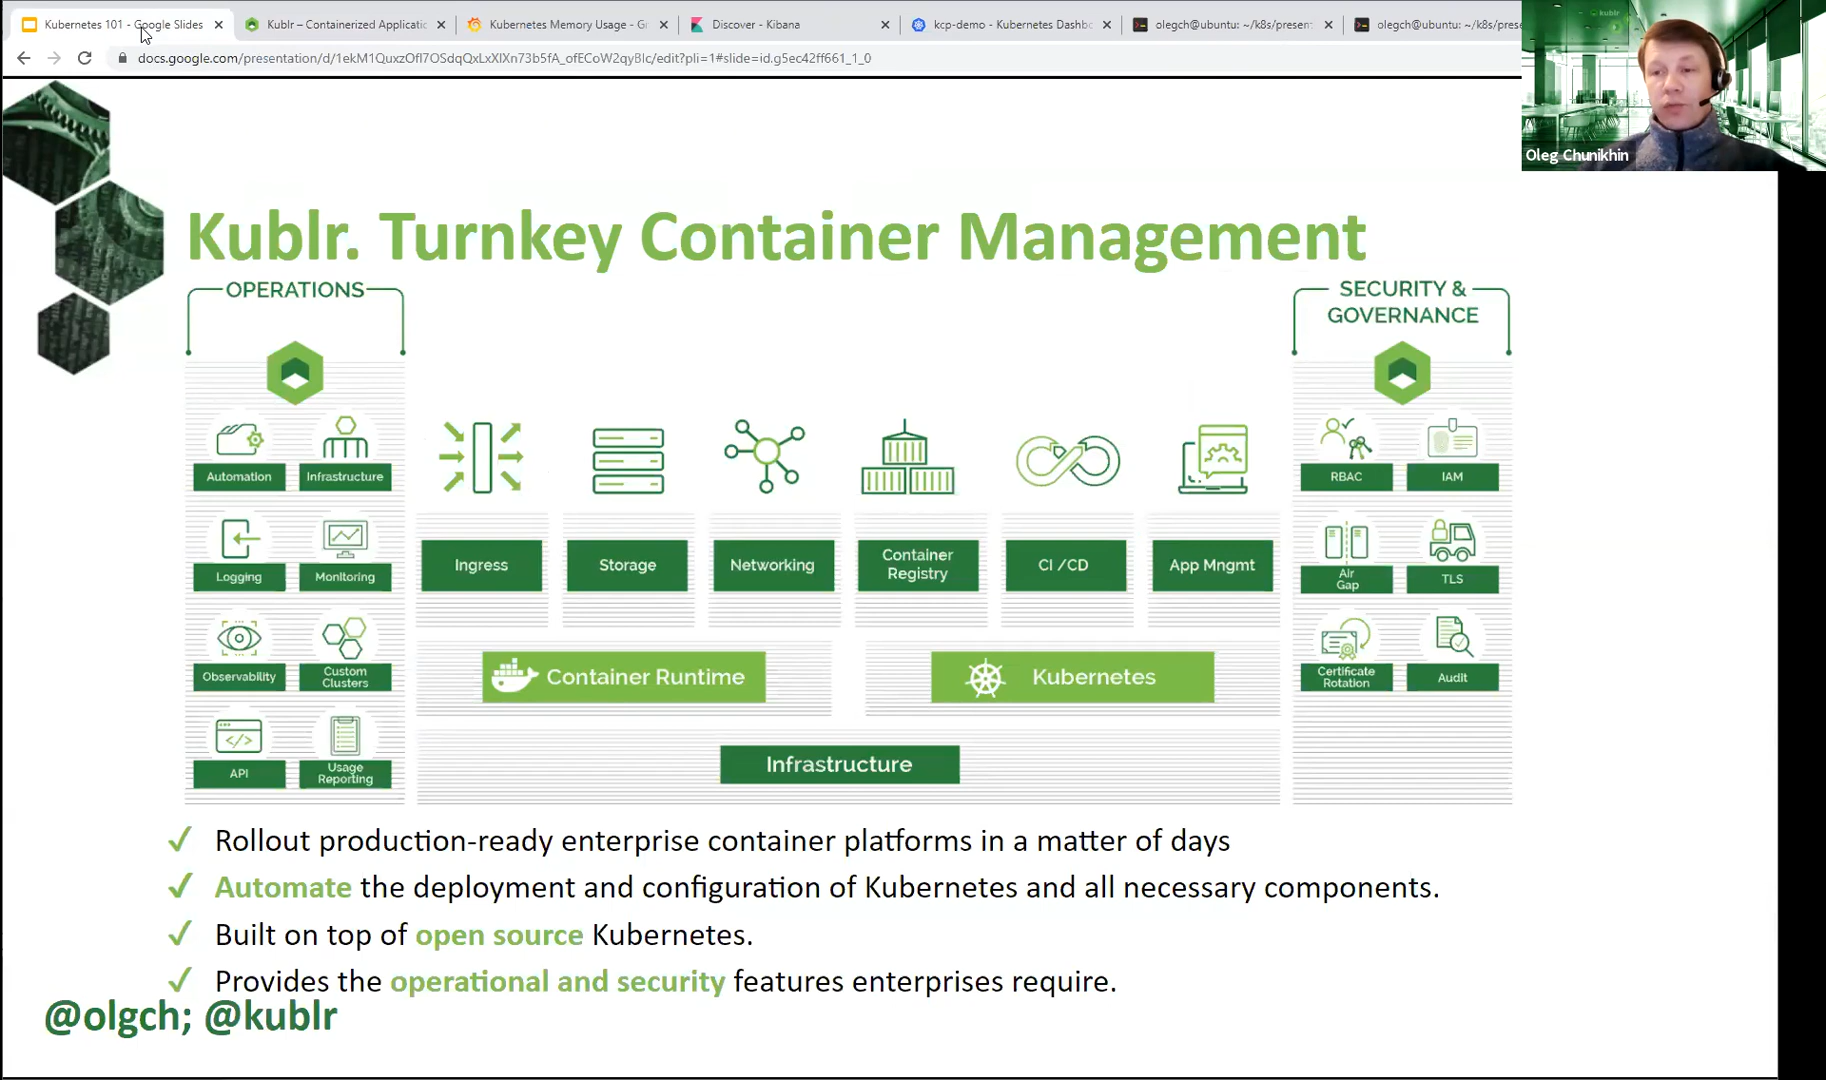 Kubernetes 101 - Google Slides
Kublr – Containerized Applicatic
Kubernetes Memory Usage - Gr
Discover - Kibana
kcp-demo - Kubernetes Dashbc
olegch@ubuntu: ~/k8s/present
olegch@ubuntu: ~/k8s/prese
docs.google.com/presentation/d/1ekM1QuxzOfl7OSdqQxLxXlXn73b5fA_ofECoW2qyBlc/edit?pli=1#slide=id.g5ec42ff661_1_0
kublr
Oleg Chunikhin
Kublr. Turnkey Container Management
OPERATIONS
Automation
Infrastructure
Logging
Monitoring
Observability
Custom
Clusters
API
Usage
Reporting
Ingress
Storage
Networking
Container
Registry
CI /CD
App Mngmt
Container Runtime
Kubernetes
Infrastructure
SECURITY &
GOVERNANCE
RBAC
IAM
Air
Gap
TLS
Certificate
Rotation
Audit
✓ Rollout production-ready enterprise container platforms in a matter of days
✓ Automate the deployment and configuration of Kubernetes and all necessary components.
✓ Built on top of open source Kubernetes.
✓ Provides the operational and security features enterprises require.
@olgch; @kublr